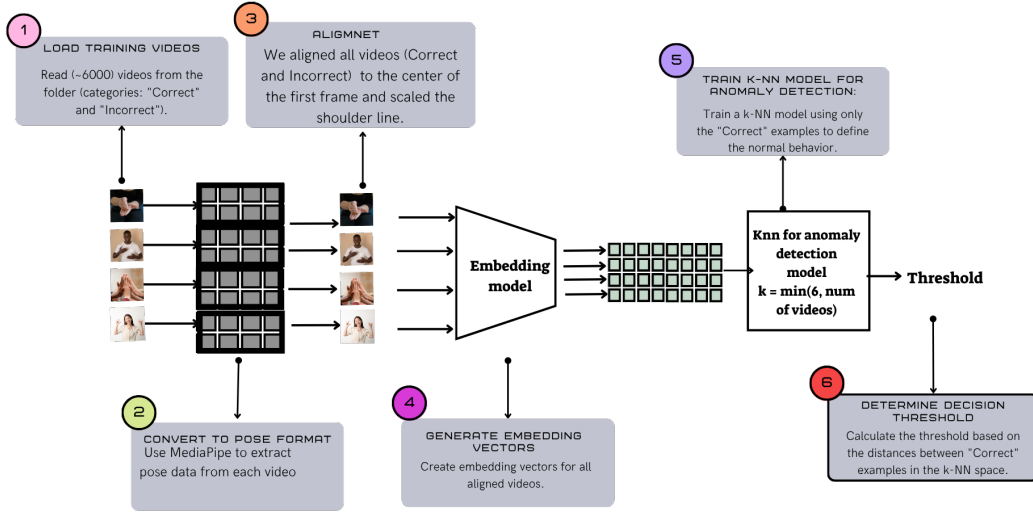 1
LOAD TRAINING VIDEOS
Read (~6000) videos from the
folder (categories: "Correct"
and "Incorrect").
3
ALIGMNET
We aligned all videos (Correct
and Incorrect) to the center of
the first frame and scaled the
shoulder line.
5
TRAIN K-NN MODEL FOR
ANOMALY DETECTION:
Train a k-NN model using only
the "Correct" examples to define
the normal behavior.
Embedding
model
Knn for anomaly
detection
model
k = min(6, num
of videos)
Threshold
2
CONVERT TO POSE FORMAT
Use MediaPipe to extract
pose data from each video
4
GENERATE EMBEDDING
VECTORS
Create embedding vectors for all
aligned videos.
6
DETERMINE DECISION
THRESHOLD
Calculate the threshold based on
the distances between "Correct"
examples in the k-NN space.